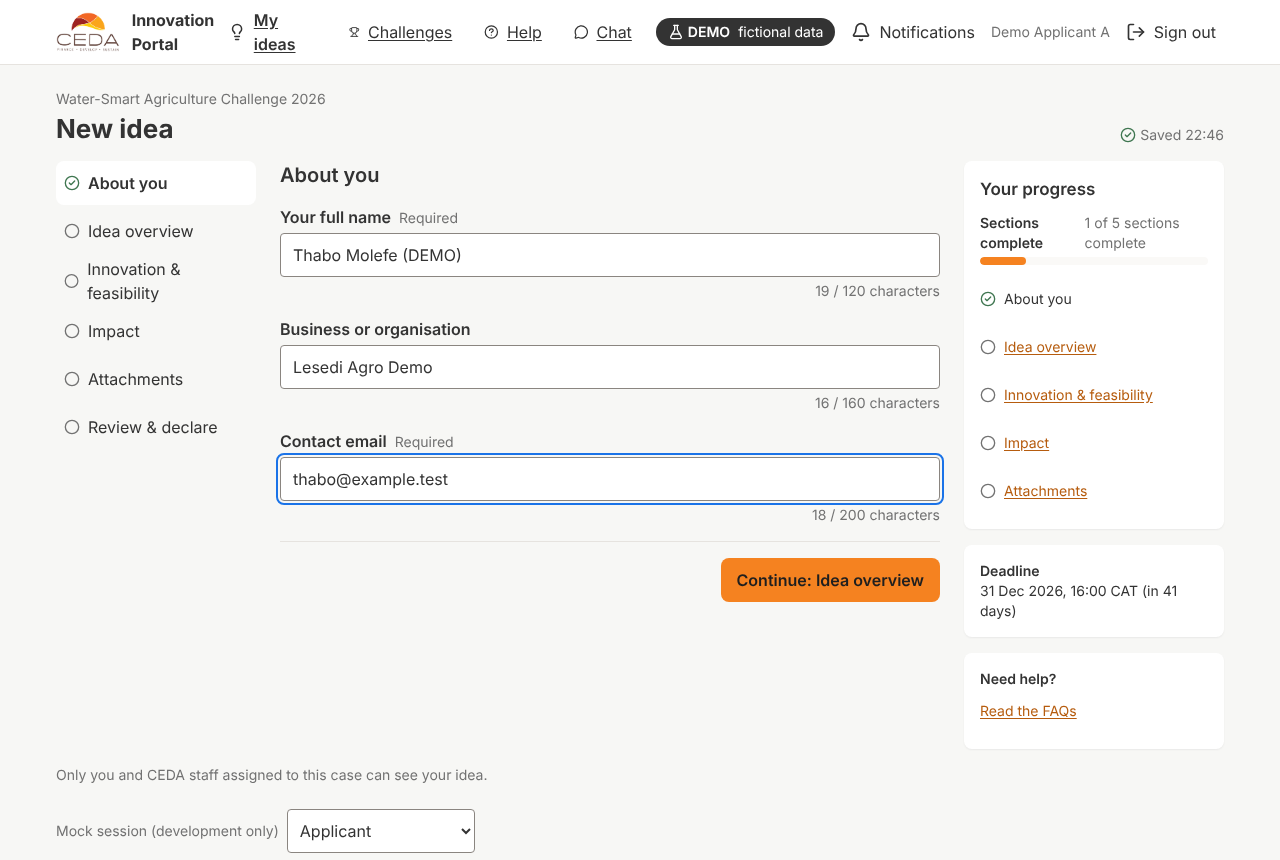 CEDA
Innovation Portal
My ideas
Challenges
Help
Chat
DEMO fictional data
Notifications
Demo Applicant A
Sign out
Water-Smart Agriculture Challenge 2026
New idea
Saved 22:46
About you
Idea overview
Innovation &
feasibility
Impact
Attachments
Review & declare
About you
Your full name Required
Thabo Molefe (DEMO)
19 / 120 characters
Business or organisation
Lesedi Agro Demo
16 / 160 characters
Contact email Required
thabo@example.test
18 / 200 characters
Continue: Idea overview
Your progress
Sections complete
1 of 5 sections complete
About you
Idea overview
Innovation & feasibility
Impact
Attachments
Deadline
31 Dec 2026, 16:00 CAT (in 41
days)
Need help?
Read the FAQs
Only you and CEDA staff assigned to this case can see your idea.
Mock session (development only) Applicant